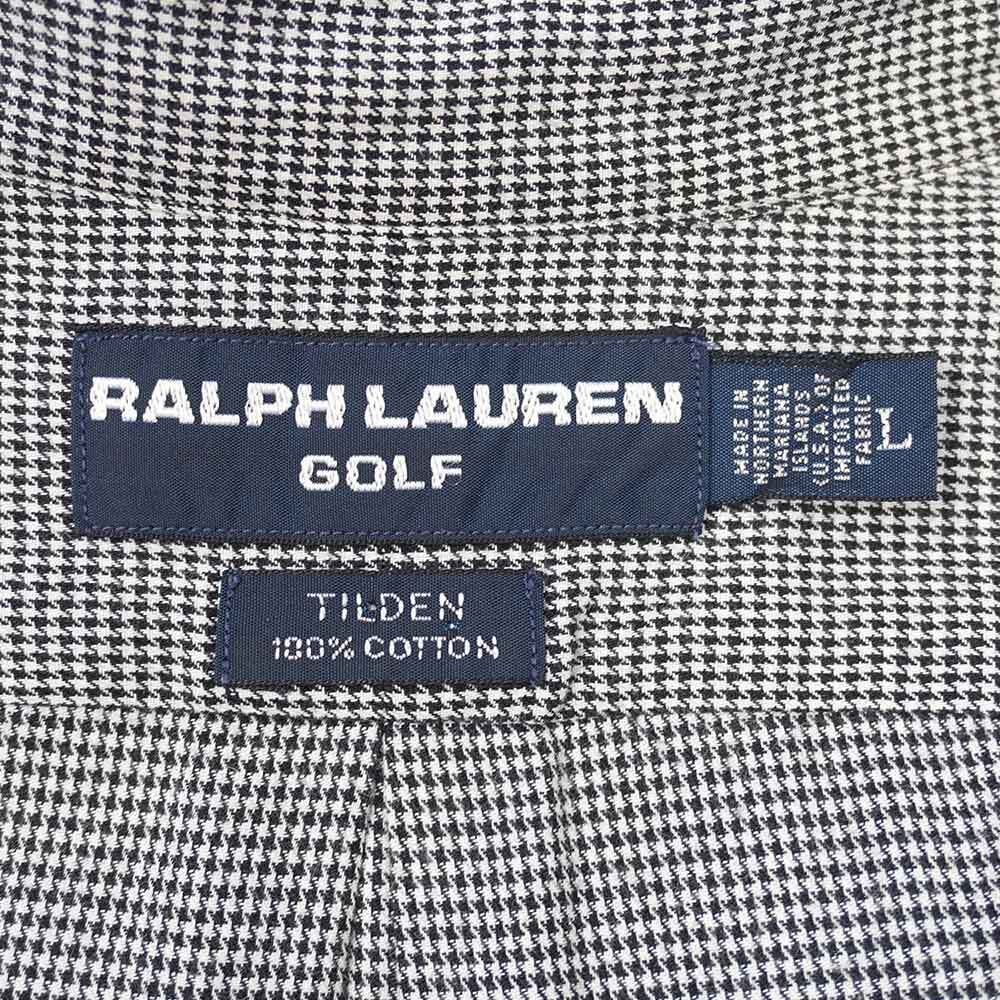 RALPH LAUREN
GOLF
MADE IN
NORTHERN
MARIANA
ISLANDS
<U.S.A.> OF
IMPORTED
FABRIC
L
TILDEN
100% COTTON